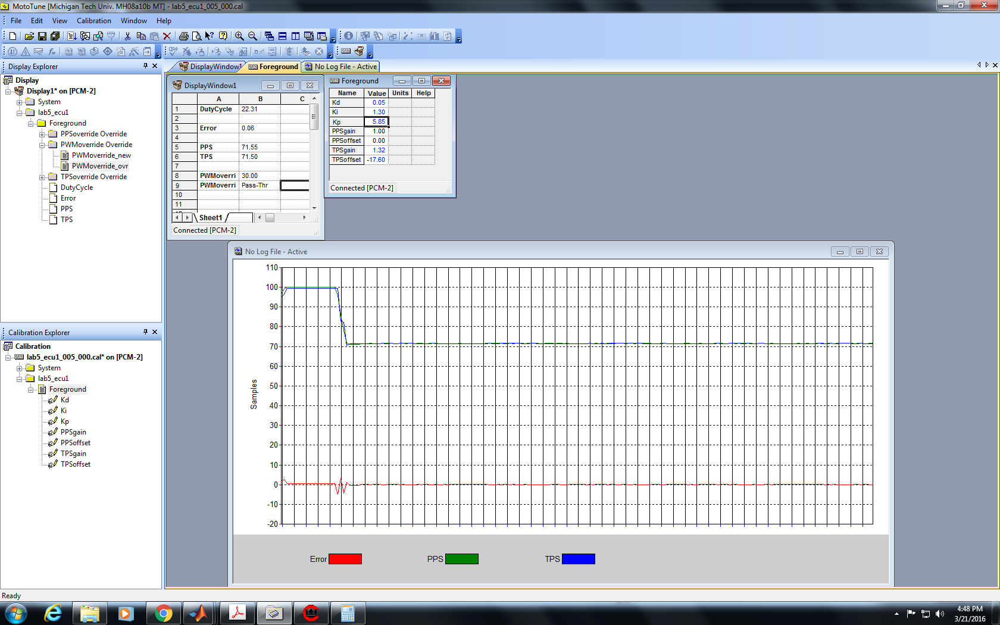 MotoTune [Michigan Tech Univ. MH08a10b MT] - lab5_ecu1_005_000.cal
File Edit View Calibration Window Help
Display Explorer
Display
Display1* on [PCM-2]
System
lab5_ecu1
Foreground
PPSoverride Override
PWMoverride Override
PWMoverride_new
PWMoverride_ovr
TPSoverride Override
DutyCycle
Error
PPS
TPS
Calibration Explorer
Calibration
lab5_ecu1_005_000.cal* on [PCM-2]
System
lab5_ecu1
Foreground
Kd
Ki
Kp
PPSgain
PPSoffset
TPSgain
TPSoffset
DisplayWindow1 Foreground No Log File - Active
DisplayWindow1
A B C
1 DutyCycle 22.31
2
3 Error 0.06
4
5 PPS 71.55
6 TPS 71.50
7
8 PWMoverri 30.00
9 PWMoverri Pass-Thr
10
11
Sheet1
Connected [PCM-2]
Foreground
Name Value Units Help
Kd 0.05
Ki 1.30
Kp 5.85
PPSgain 1.00
PPSoffset 0.00
TPSgain 1.32
TPSoffset -17.60
Connected [PCM-2]
No Log File - Active
110
100
90
80
70
60
50
40
30
20
10
0
-10
-20
Samples
Error PPS TPS
Ready
4:48 PM
3/21/2016